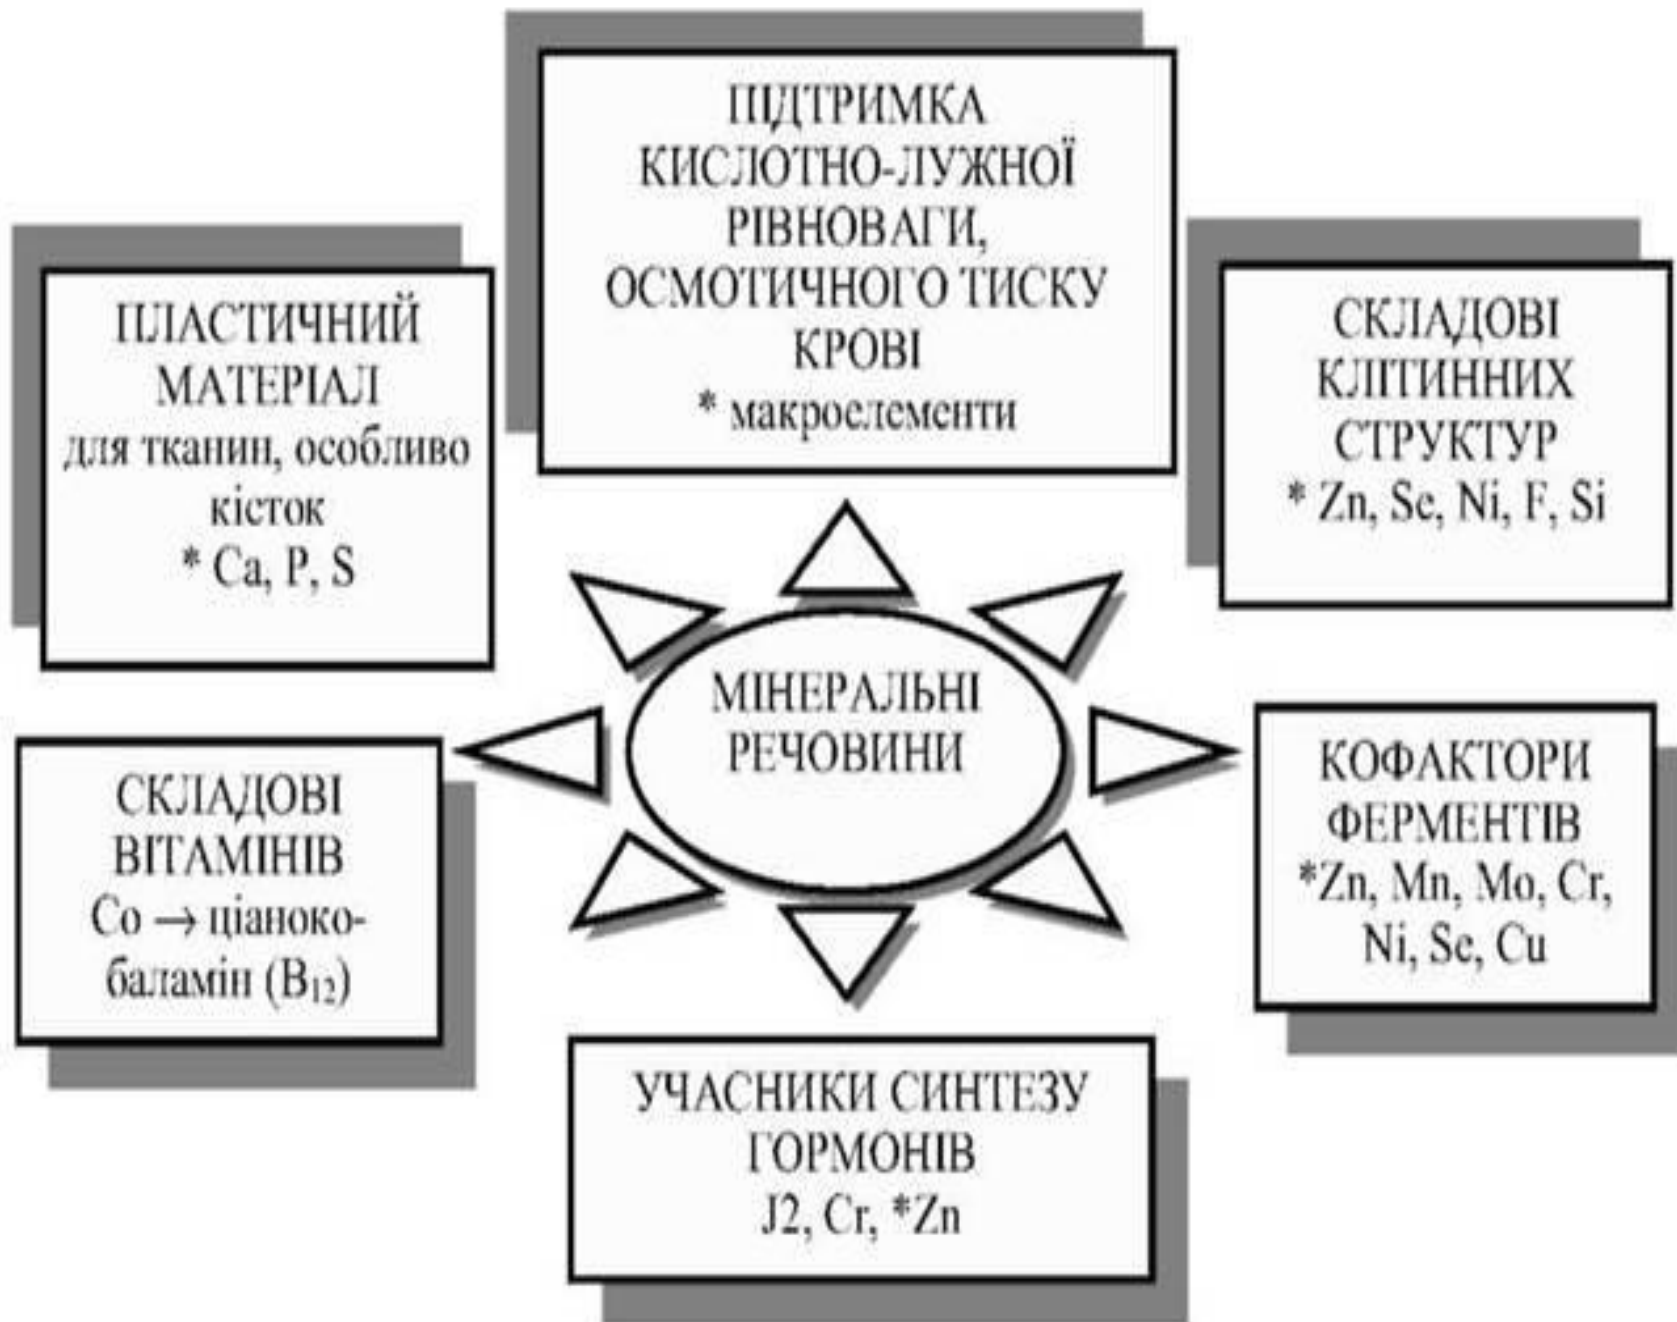 ПІДТРИМКА
КИСЛОТНО-ЛУЖНОЇ
РІВНОВАГИ,
ОСМОТИЧНОГО ТИСКУ
КРОВІ
* макроелементи
ПЛАСТИЧНИЙ
МАТЕРІАЛ
для тканин, особливо
кісток
* Ca, P, S
СКЛАДОВІ
КЛІТИННИХ
СТРУКТУР
* Zn, Se, Ni, F, Si
МІНЕРАЛЬНІ
РЕЧОВИНИ
СКЛАДОВІ
ВІТАМІНІВ
Co → ціаноко-
баламін (B₁₂)
КОФАКТОРИ
ФЕРМЕНТІВ
*Zn, Mn, Mo, Cr,
Ni, Se, Cu
УЧАСНИКИ СИНТЕЗУ
ГОРМОНІВ
J2, Cr, *Zn